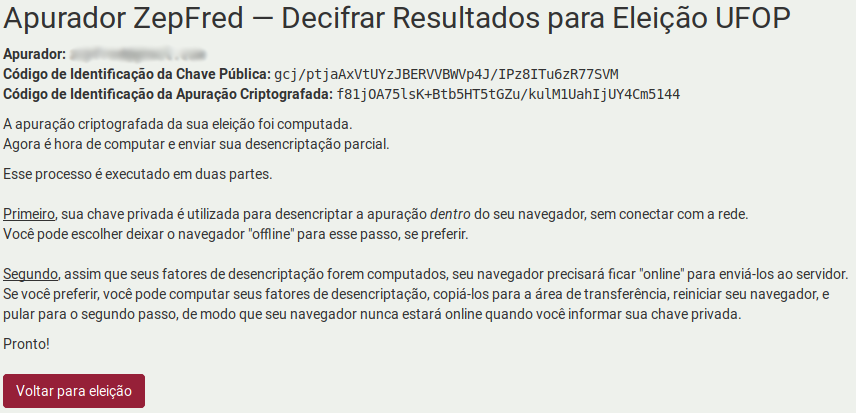 Apurador ZepFred — Decifrar Resultados para Eleição UFOP
Apurador:
Código de Identificação da Chave Pública: gcj/ptjaAxVtUYzJBERVVBWVp4J/IPz8ITu6zR77SVM
Código de Identificação da Apuração Criptografada: f81jOA75lsK+Btb5HT5tGZu/kulM1UahIjUY4Cm5144
A apuração criptografada da sua eleição foi computada.
Agora é hora de computar e enviar sua desencriptação parcial.
Esse processo é executado em duas partes.
Primeiro, sua chave privada é utilizada para desencriptar a apuração dentro do seu navegador, sem conectar com a rede.
Você pode escolher deixar o navegador "offline" para esse passo, se preferir.
Segundo, assim que seus fatores de desencriptação forem computados, seu navegador precisará ficar "online" para enviá-los ao servidor.
Se você preferir, você pode computar seus fatores de desencriptação, copiá-los para a área de transferência, reiniciar seu navegador, e
pular para o segundo passo, de modo que seu navegador nunca estará online quando você informar sua chave privada.
Pronto!
Voltar para eleição